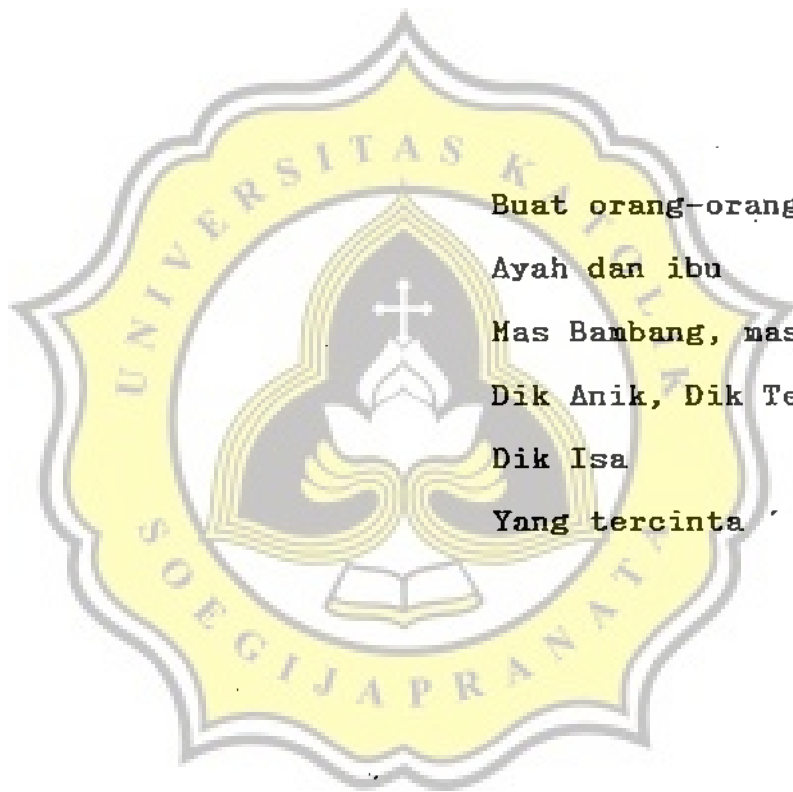 UNIVERSITAS KATOLIK
SOEGIJAPRANATA
Buat orang-orang
Ayah dan ibu
Mas Bambang, mas
Dik Anik, Dik Te
Dik Isa
Yang tercinta